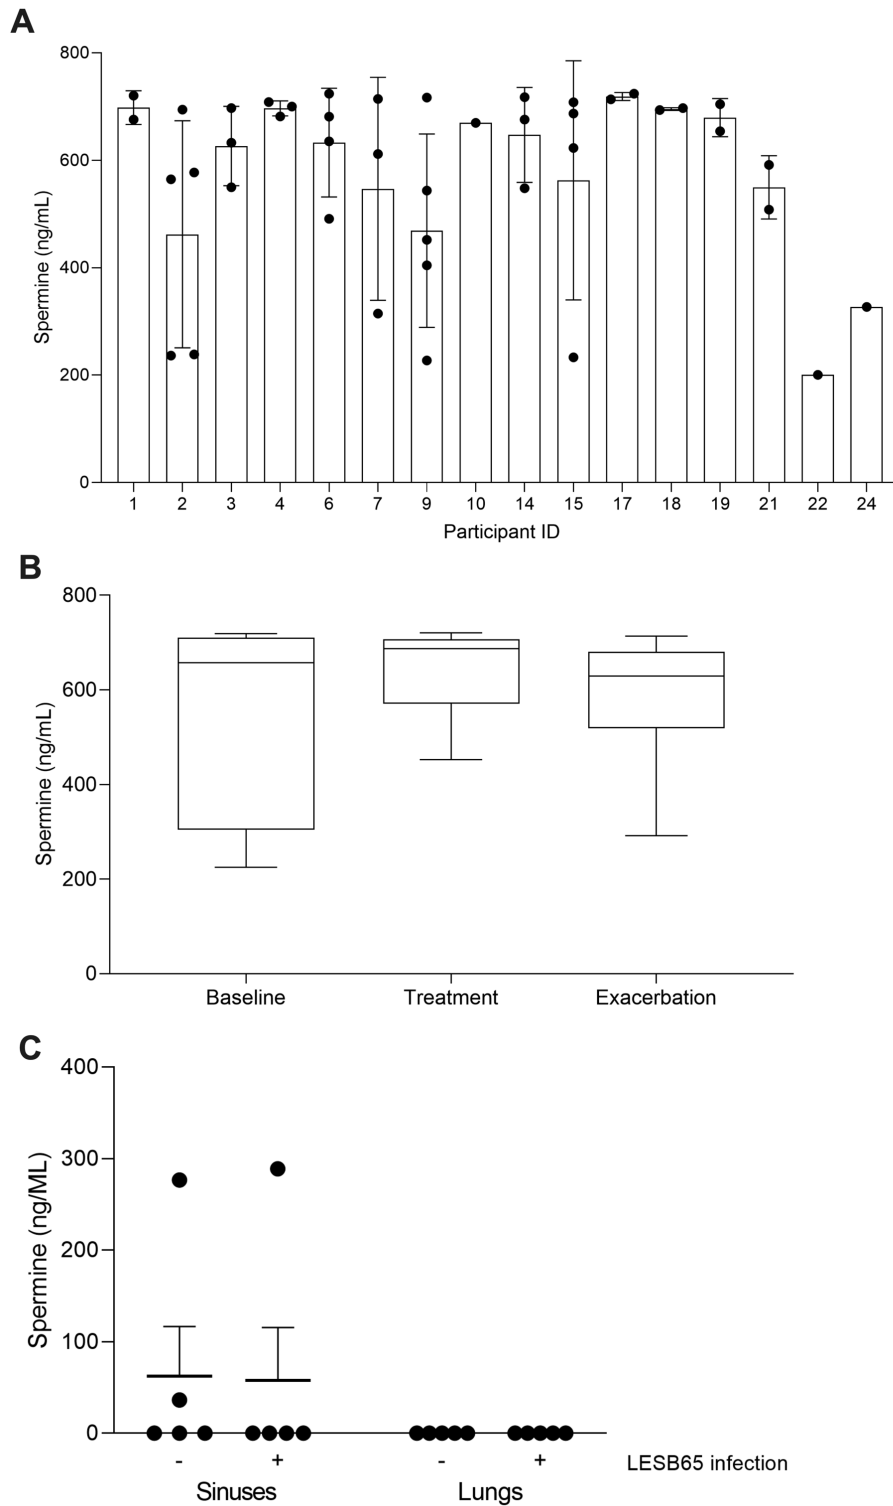 A
800
600
400
200
0
Spermine (ng/mL)
1 2 3 4 6 7 9 10 14 15 17 18 19 21 22 24
Participant ID
B
800
600
400
200
0
Spermine (ng/mL)
Baseline Treatment Exacerbation
C
400
300
200
100
0
Spermine (ng/ML)
- + - + LESB65 infection
Sinuses Lungs